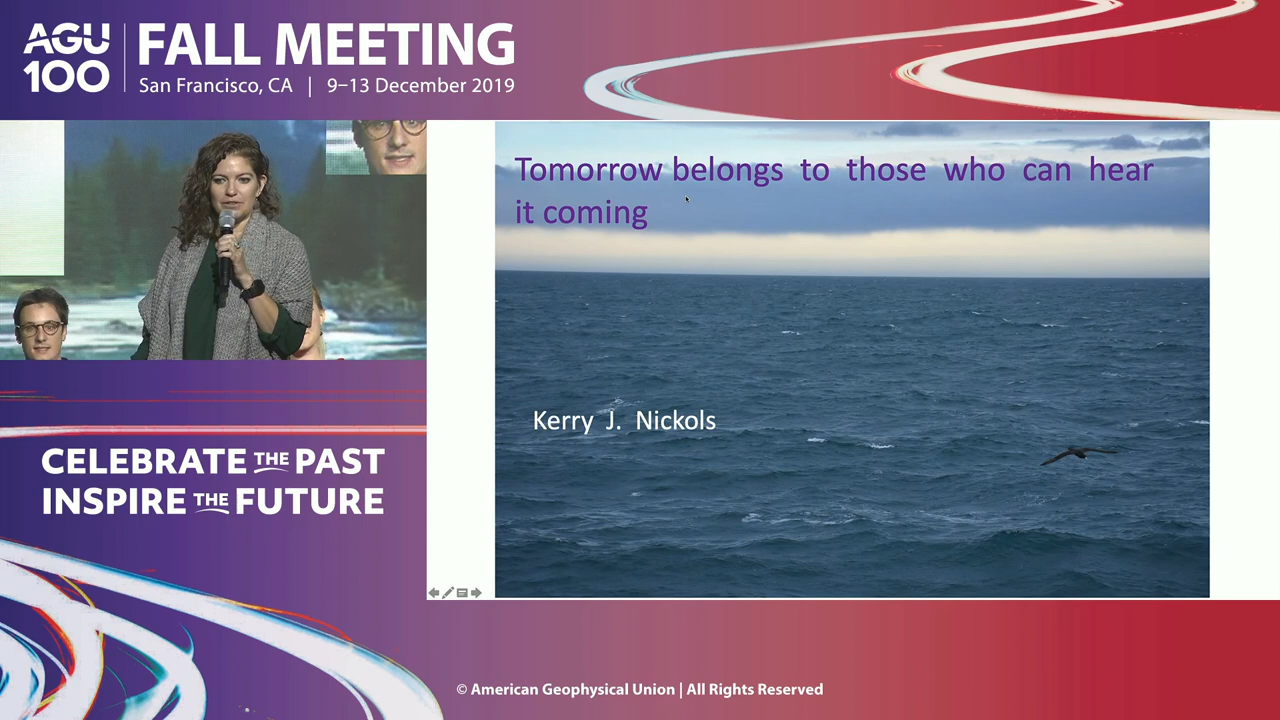 AGU
100
FALL MEETING
San Francisco, CA | 9–13 December 2019
Tomorrow belongs to those who can hear
it coming
Kerry J. Nickols
CELEBRATE THE PAST
INSPIRE THE FUTURE
© American Geophysical Union | All Rights Reserved